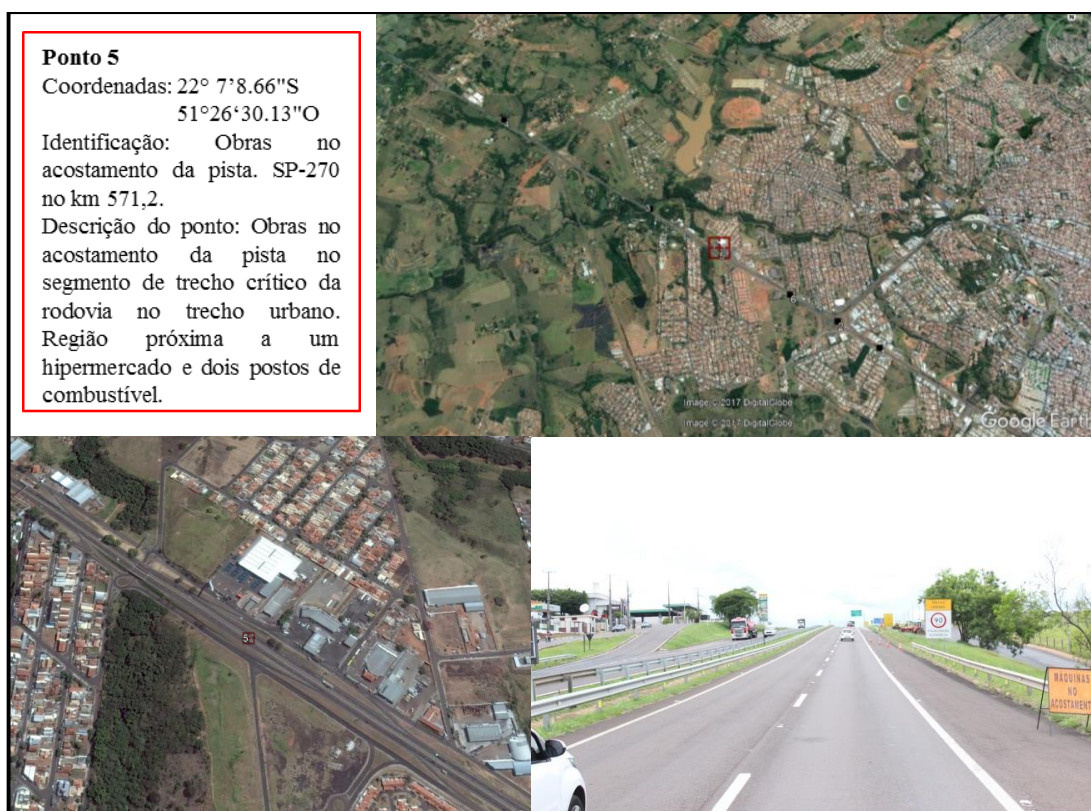 Ponto 5
Coordenadas: 22° 7’8.66"S
51°26‘30.13"O
Identificação: Obras no
acostamento da pista. SP-270
no km 571,2.
Descrição do ponto: Obras no
acostamento da pista no
segmento de trecho crítico da
rodovia no trecho urbano.
Região próxima a um
hipermercado e dois postos de
combustível.
Image © 2017 DigitalGlobe
Image © 2017 DigitalGlobe
Google Earth
5
90
MÁQUINAS
NO
ACOSTAMENT